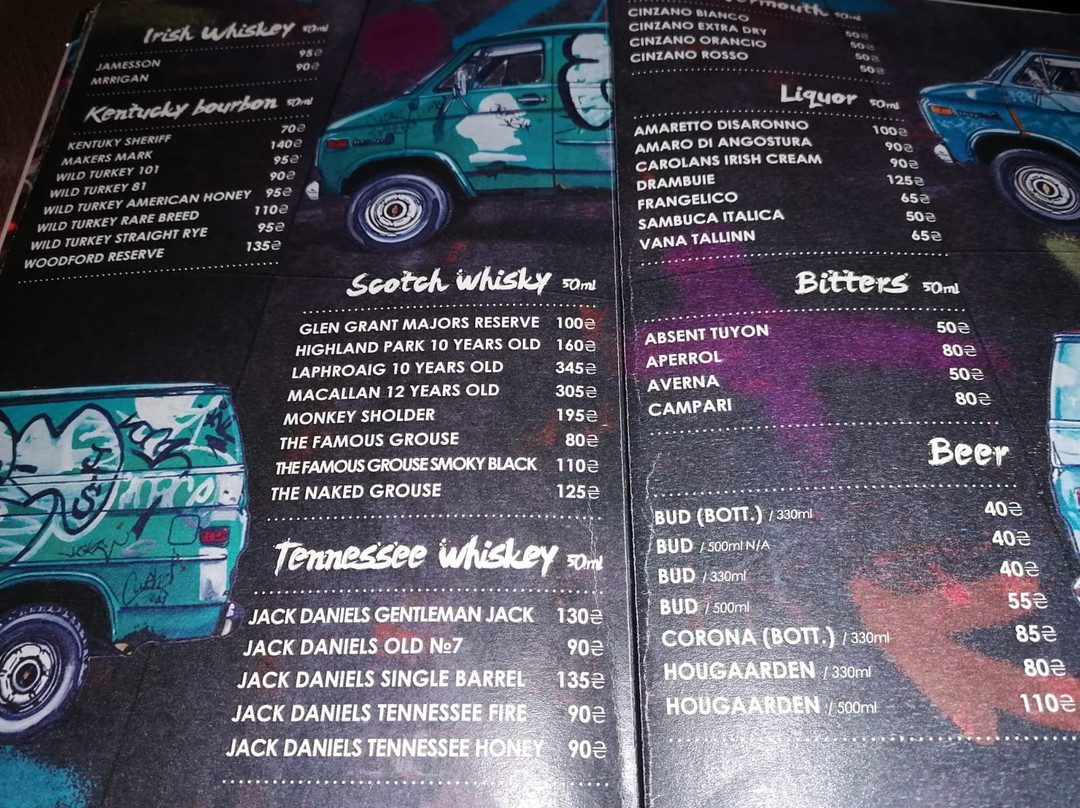 Irish Whiskey 50ml
JAMESSON 95₴
MRRIGAN 90₴
Kentucky bourbon 50ml
KENTUKY SHERIFF 70₴
MAKERS MARK 140₴
WILD TURKEY 101 95₴
WILD TURKEY 81 90₴
WILD TURKEY AMERICAN HONEY 95₴
WILD TURKEY RARE BREED 110₴
WILD TURKEY STRAIGHT RYE 95₴
WOODFORD RESERVE 135₴
Scotch whisky 50ml
GLEN GRANT MAJORS RESERVE 100₴
HIGHLAND PARK 10 YEARS OLD 160₴
LAPHROAIG 10 YEARS OLD 345₴
MACALLAN 12 YEARS OLD 305₴
MONKEY SHOLDER 195₴
THE FAMOUS GROUSE 80₴
THE FAMOUS GROUSE SMOKY BLACK 110₴
THE NAKED GROUSE 125₴
Tennessee whiskey 50ml
JACK DANIELS GENTLEMAN JACK 130₴
JACK DANIELS OLD №7 90₴
JACK DANIELS SINGLE BARREL 135₴
JACK DANIELS TENNESSEE FIRE 90₴
JACK DANIELS TENNESSEE HONEY 90₴
50ml
CINZANO BIANCO 50₴
CINZANO EXTRA DRY 50₴
CINZANO ORANCIO 50₴
CINZANO ROSSO 50₴
Liquor 50ml
AMARETTO DISARONNO 100₴
AMARO DI ANGOSTURA 90₴
CAROLANS IRISH CREAM 90₴
DRAMBUIE 125₴
FRANGELICO 65₴
SAMBUCA ITALICA 50₴
VANA TALLINN 65₴
Bitters 50ml
ABSENT TUYON 50₴
APERROL 80₴
AVERNA 50₴
CAMPARI 80₴
Beer
BUD (BOTT.) / 330ml 40₴
BUD / 500ml N/A 40₴
BUD / 330ml 40₴
BUD / 500ml 55₴
CORONA (BOTT.) / 330ml 85₴
HOUGAARDEN / 330ml 80₴
HOUGAARDEN / 500ml 110₴